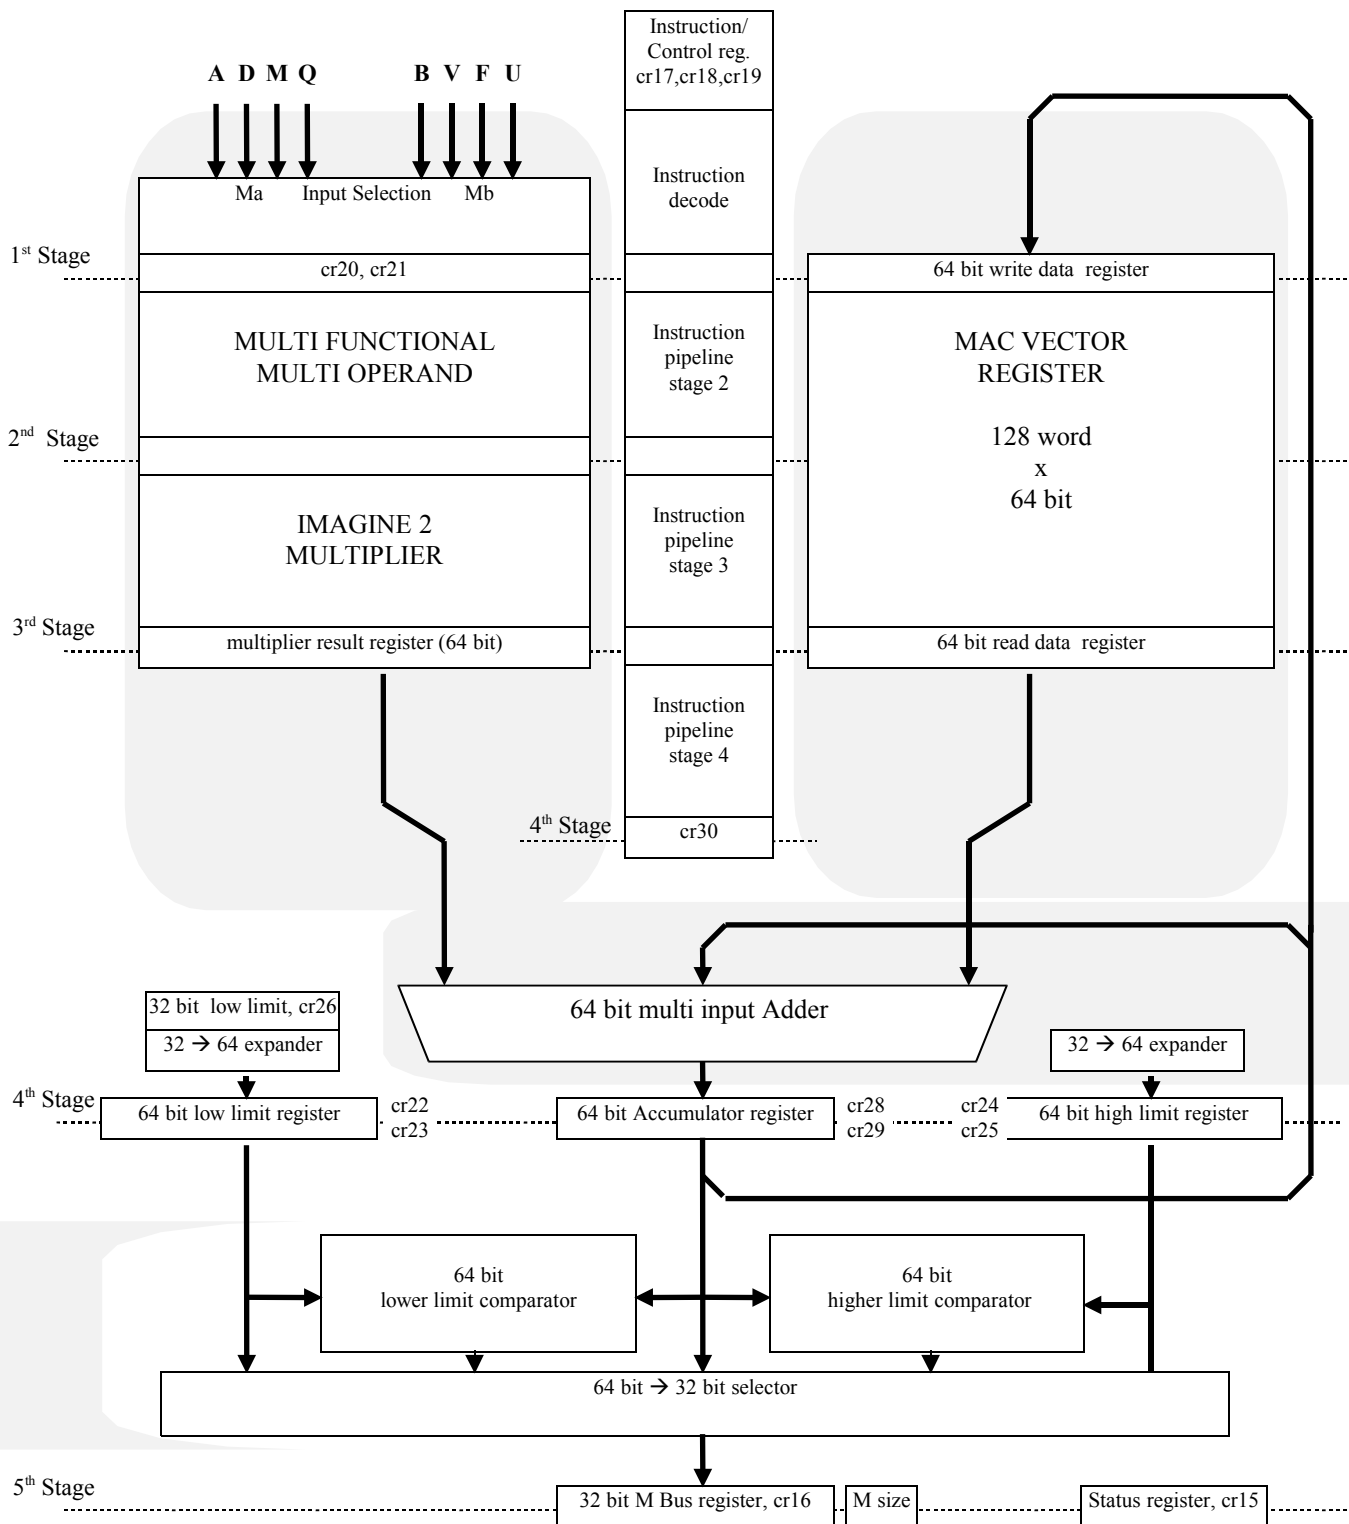 Instruction/
Control reg.
cr17,cr18,cr19
A D M Q B V F U
Ma Input Selection Mb
Instruction
decode
1st Stage
cr20, cr21
64 bit write data register
MULTI FUNCTIONAL
MULTI OPERAND
Instruction
pipeline
stage 2
MAC VECTOR
REGISTER
128 word
x
64 bit
2nd Stage
IMAGINE 2
MULTIPLIER
Instruction
pipeline
stage 3
3rd Stage
multiplier result register (64 bit)
64 bit read data register
Instruction
pipeline
stage 4
4th Stage
cr30
64 bit multi input Adder
32 bit low limit, cr26
32 → 64 expander
32 → 64 expander
4th Stage
64 bit low limit register
cr22
cr23
64 bit Accumulator register
cr28
cr29
cr24
cr25
64 bit high limit register
64 bit
lower limit comparator
64 bit
higher limit comparator
64 bit → 32 bit selector
5th Stage
32 bit M Bus register, cr16
M size
Status register, cr15